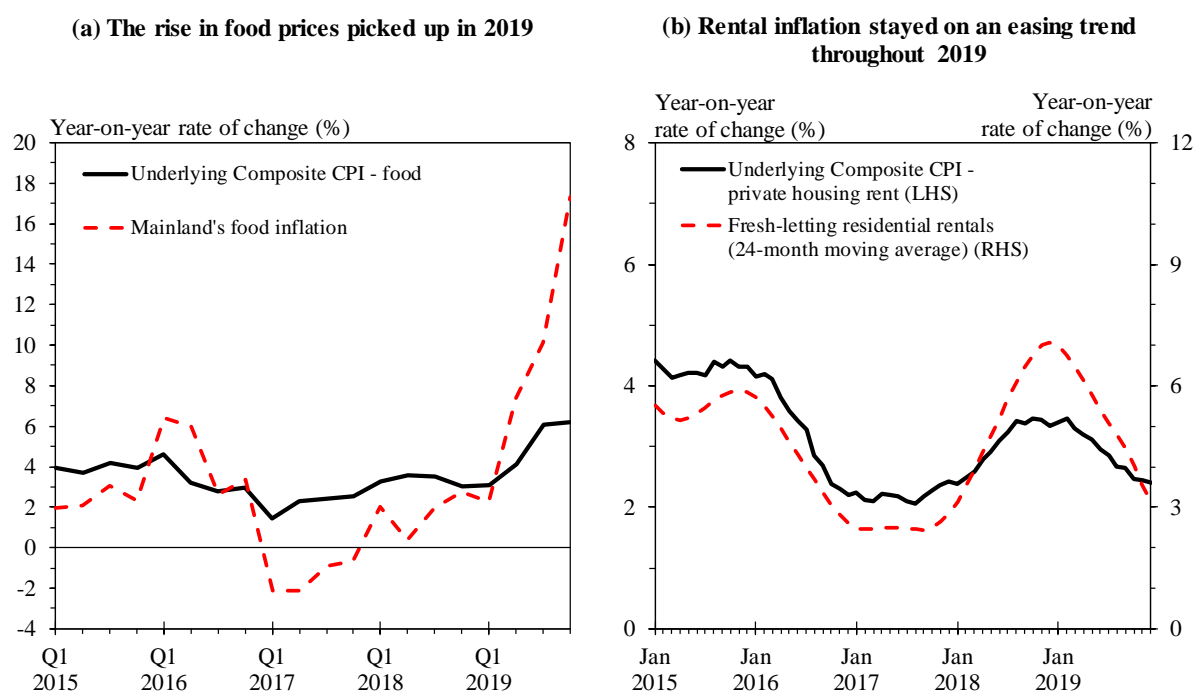 (a) The rise in food prices picked up in 2019
Year-on-year rate of change (%)
20
18
16
14
12
10
8
6
4
2
0
-2
-4
Underlying Composite CPI - food
Mainland's food inflation
Q1
2015
Q1
2016
Q1
2017
Q1
2018
Q1
2019
(b) Rental inflation stayed on an easing trend
throughout 2019
Year-on-year
rate of change (%)
Year-on-year
rate of change (%)
8
6
4
2
0
Underlying Composite CPI -
private housing rent (LHS)
Fresh-letting residential rentals
(24-month moving average) (RHS)
12
9
6
3
0
Jan
2015
Jan
2016
Jan
2017
Jan
2018
Jan
2019